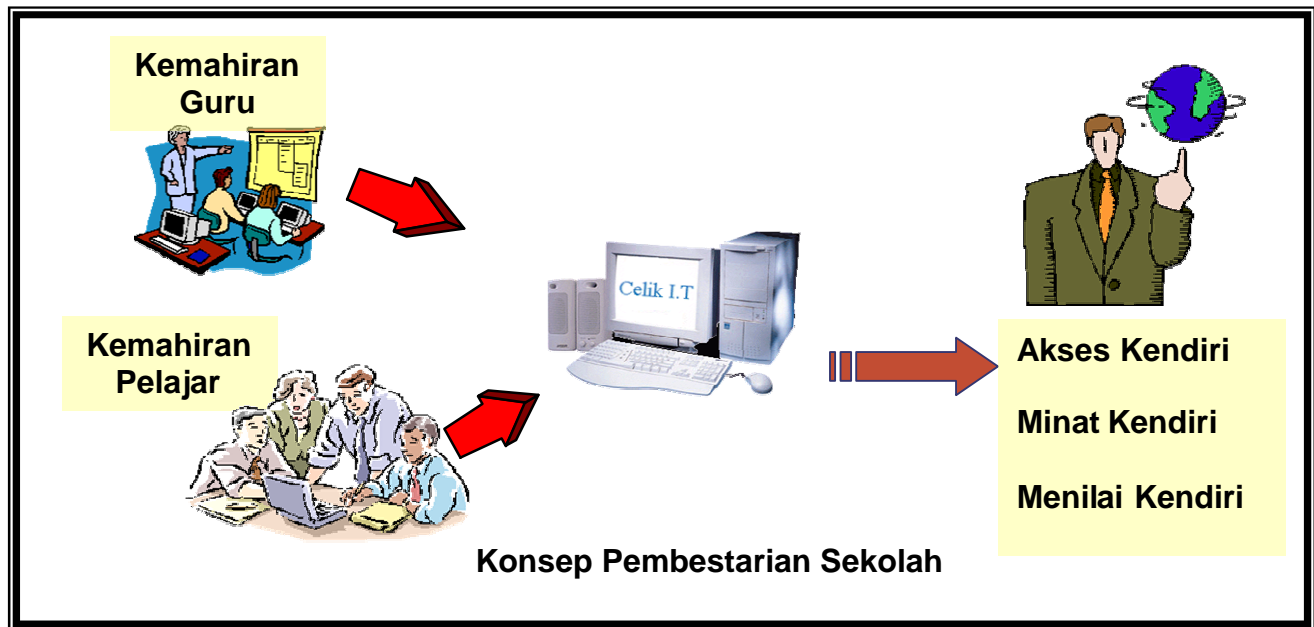 Kemahiran
Guru
Celik I.T
Kemahiran
Pelajar
Akses Kendiri
Minat Kendiri
Menilai Kendiri
Konsep Pembestarian Sekolah